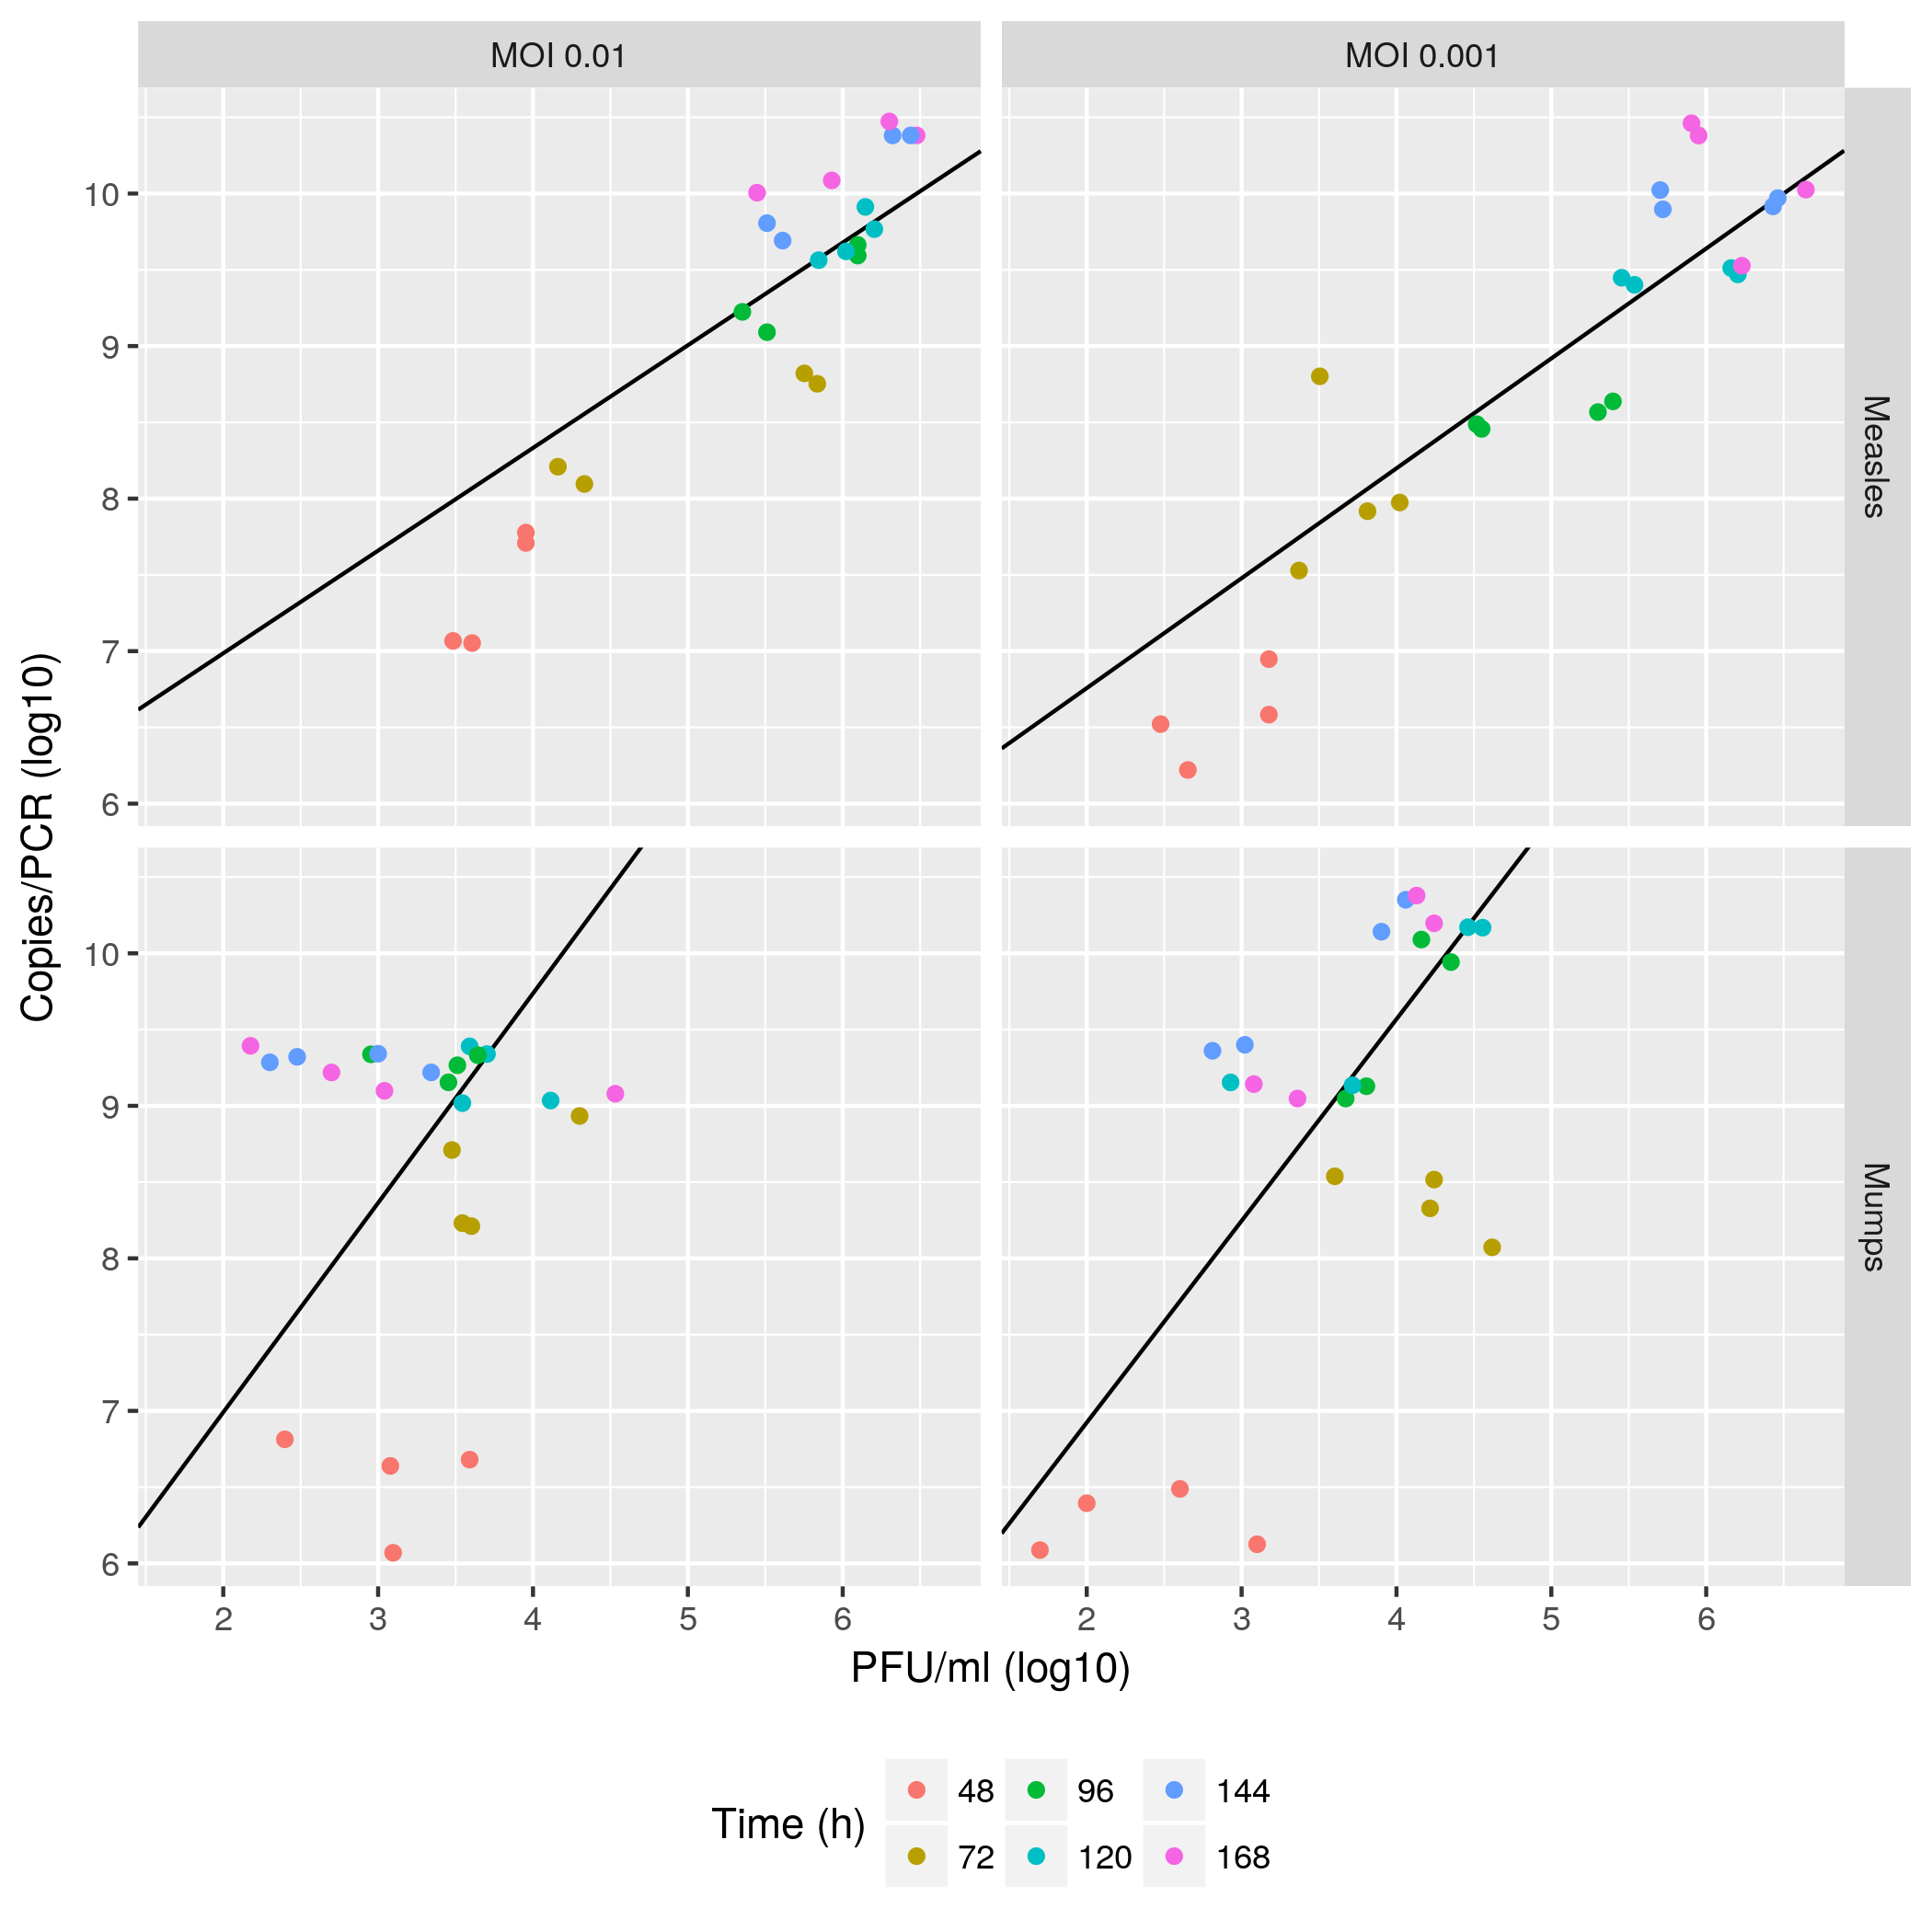 MOI 0.01
MOI 0.001
10
9
8
7
6
Measles
Copies/PCR (log10)
10
9
8
7
6
Mumps
2 3 4 5 6
2 3 4 5 6
PFU/ml (log10)
Time (h)
48 96 144
72 120 168